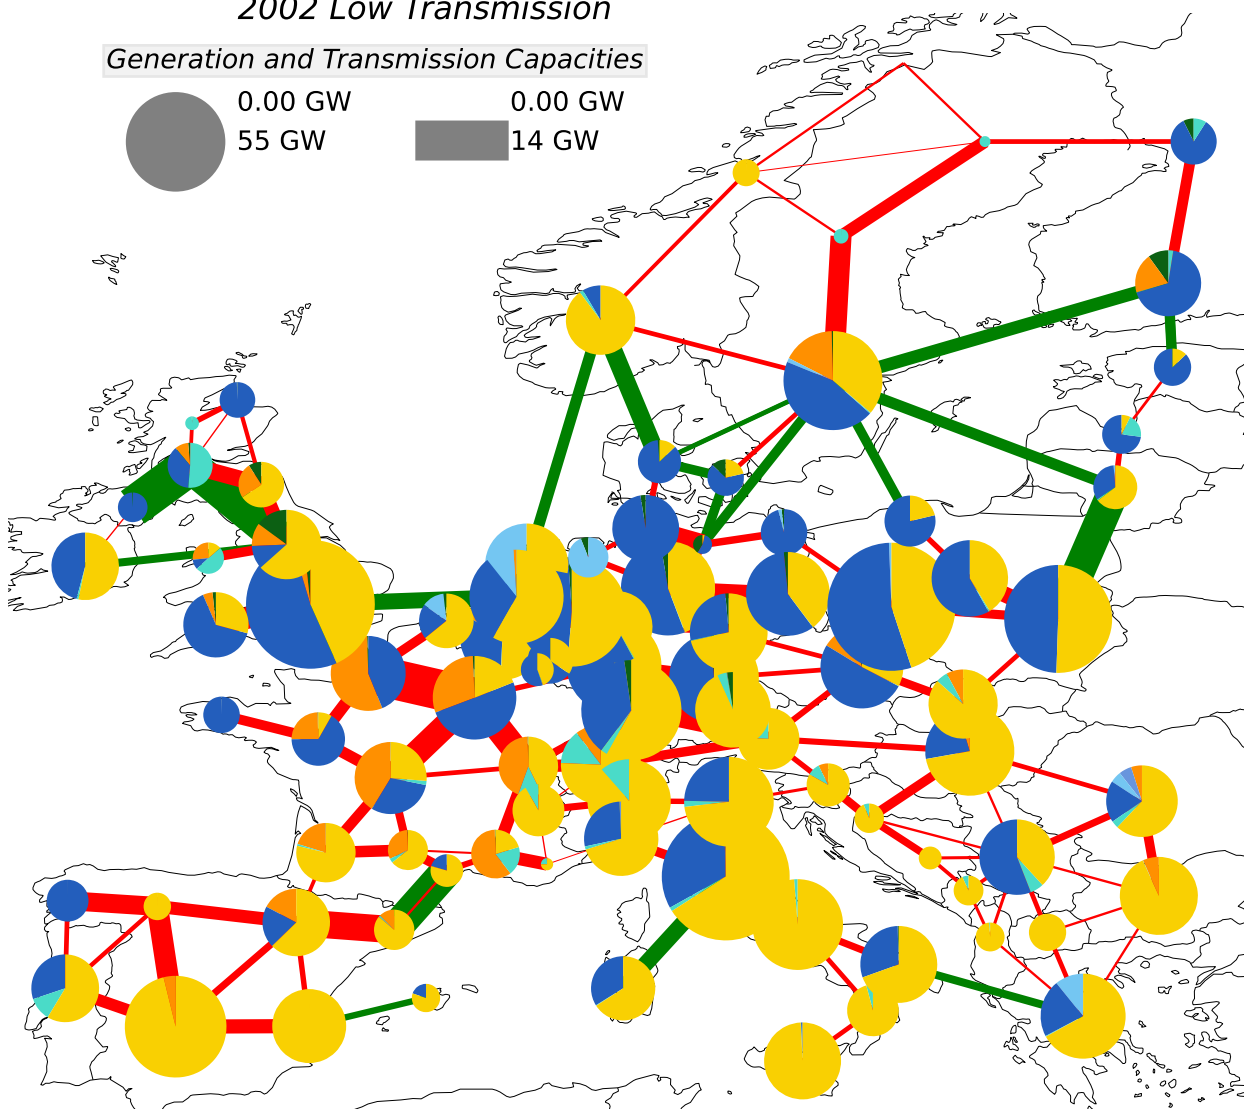 2002 Low Transmission
Generation and Transmission Capacities
0.00 GW 0.00 GW
55 GW 14 GW